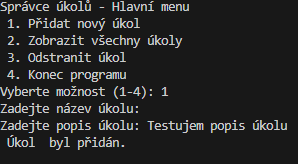 Správce úkolů - Hlavní menu
1. Přidat nový úkol
2. Zobrazit všechny úkoly
3. Odstranit úkol
4. Konec programu
Vyberte možnost (1-4): 1
Zadejte název úkolu:
Zadejte popis úkolu: Testujem popis úkolu
Úkol  byl přidán.